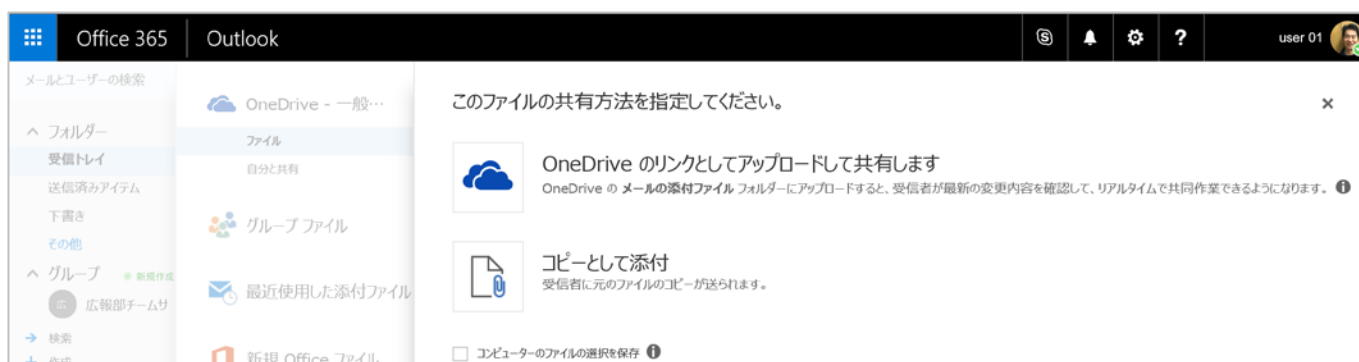 Office 365
Outlook
user 01
メールとユーザーの検索
フォルダー
受信トレイ
送信済みアイテム
下書き
その他
グループ
新規作成
広
広報部チームサ
検索
作成
OneDrive - 一般…
ファイル
自分と共有
グループ ファイル
最近使用した添付ファイル
新規 Office ファイル
このファイルの共有方法を指定してください。
OneDrive のリンクとしてアップロードして共有します
OneDrive の メールの添付ファイル フォルダーにアップロードすると、受信者が最新の変更内容を確認して、リアルタイムで共同作業できるようになります。
コピーとして添付
受信者に元のファイルのコピーが送られます。
コンピューターのファイルの選択を保存